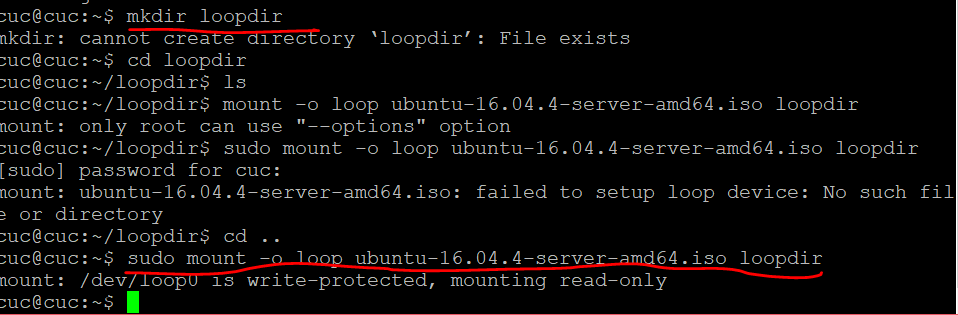 cuc@cuc:~$ mkdir loopdir
mkdir: cannot create directory ‘loopdir’: File exists
cuc@cuc:~$ cd loopdir
cuc@cuc:~/loopdir$ ls
cuc@cuc:~/loopdir$ mount -o loop ubuntu-16.04.4-server-amd64.iso loopdir
mount: only root can use "--options" option
cuc@cuc:~/loopdir$ sudo mount -o loop ubuntu-16.04.4-server-amd64.iso loopdir
[sudo] password for cuc:
mount: ubuntu-16.04.4-server-amd64.iso: failed to setup loop device: No such fil
e or directory
cuc@cuc:~/loopdir$ cd ..
cuc@cuc:~$ sudo mount -o loop ubuntu-16.04.4-server-amd64.iso loopdir
mount: /dev/loop0 is write-protected, mounting read-only
cuc@cuc:~$